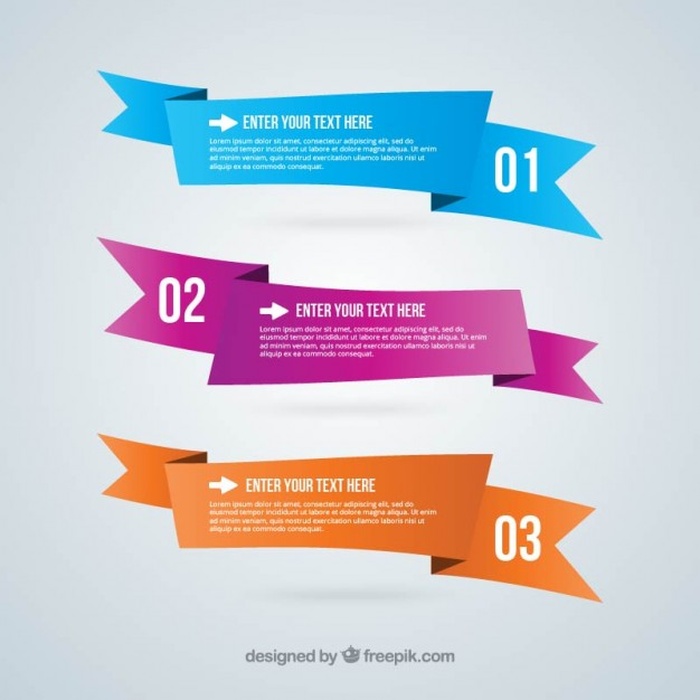 ENTER YOUR TEXT HERE
Lorem ipsum dolor sit amet, consectetur adipisicing elit, sed do
eiusmod tempor incididunt ut labore et dolore magna aliqua. Ut enim
ad minim veniam, quis nostrud exercitation ullamco laboris nisi ut
aliquip ex ea commodo consequat.
01
02
ENTER YOUR TEXT HERE
Lorem ipsum dolor sit amet, consectetur adipisicing elit, sed do
eiusmod tempor incididunt ut labore et dolore magna aliqua. Ut enim
ad minim veniam, quis nostrud exercitation ullamco laboris nisi ut
aliquip ex ea commodo consequat.
ENTER YOUR TEXT HERE
Lorem ipsum dolor sit amet, consectetur adipisicing elit, sed do
eiusmod tempor incididunt ut labore et dolore magna aliqua. Ut enim
ad minim veniam, quis nostrud exercitation ullamco laboris nisi ut
aliquip ex ea commodo consequat.
03
designed by freepik.com